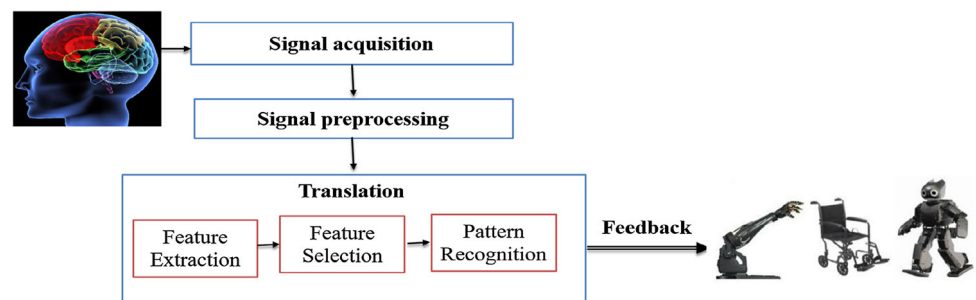 Signal acquisition
Signal preprocessing
Translation
Feature
Extraction
Feature
Selection
Pattern
Recognition
Feedback